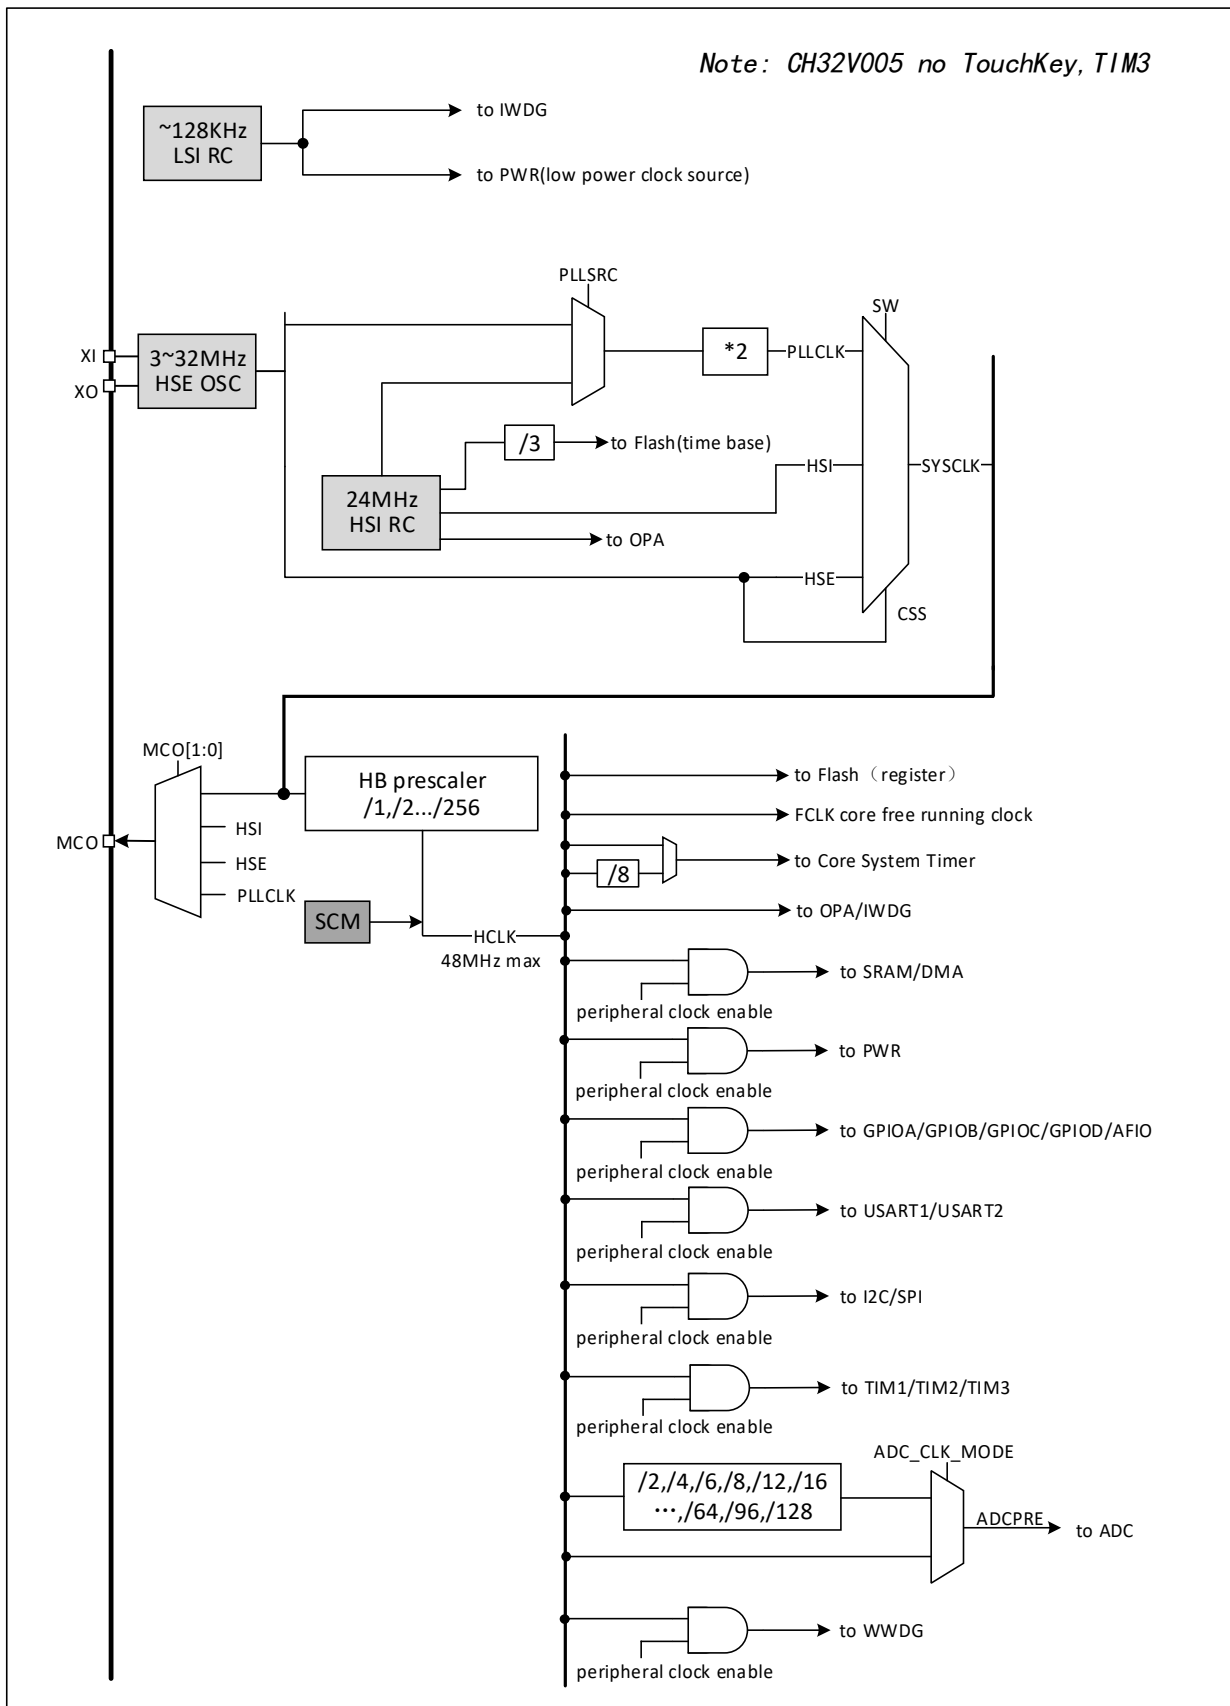 Note: CH32V005 no TouchKey,TIM3
to IWDG
~128KHz
LSI RC
to PWR(low power clock source)
PLLSRC
SW
XI
XO
3~32MHz
HSE OSC
*2
PLLCLK
/3
to Flash(time base)
HSI
SYSCLK
24MHz
HSI RC
to OPA
HSE
CSS
MCO[1:0]
HB prescaler
/1,/2.../256
to Flash（register）
FCLK core free running clock
HSI
MCO
HSE
/8
to Core System Timer
PLLCLK
SCM
to OPA/IWDG
HCLK
48MHz max
to SRAM/DMA
peripheral clock enable
to PWR
peripheral clock enable
to GPIOA/GPIOB/GPIOC/GPIOD/AFIO
peripheral clock enable
to USART1/USART2
peripheral clock enable
to I2C/SPI
peripheral clock enable
to TIM1/TIM2/TIM3
peripheral clock enable
ADC_CLK_MODE
/2,/4,/6,/8,/12,/16
…,/64,/96,/128
ADCPRE
to ADC
to WWDG
peripheral clock enable